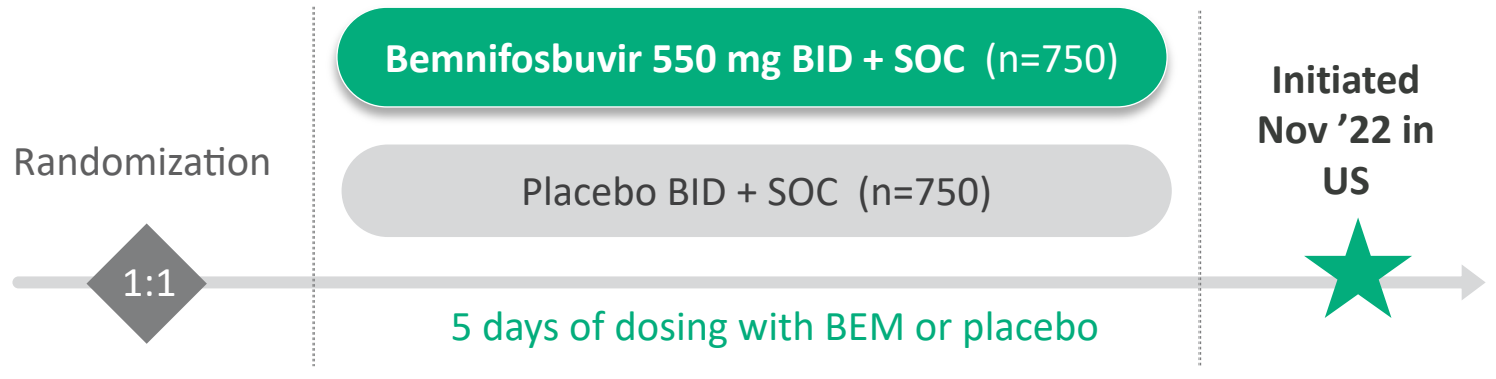 Randomization
1:1
Bemnifosbuvir 550 mg BID + SOC (n=750)
Placebo BID + SOC (n=750)
5 days of dosing with BEM or placebo
Initiated
Nov ’22 in
US